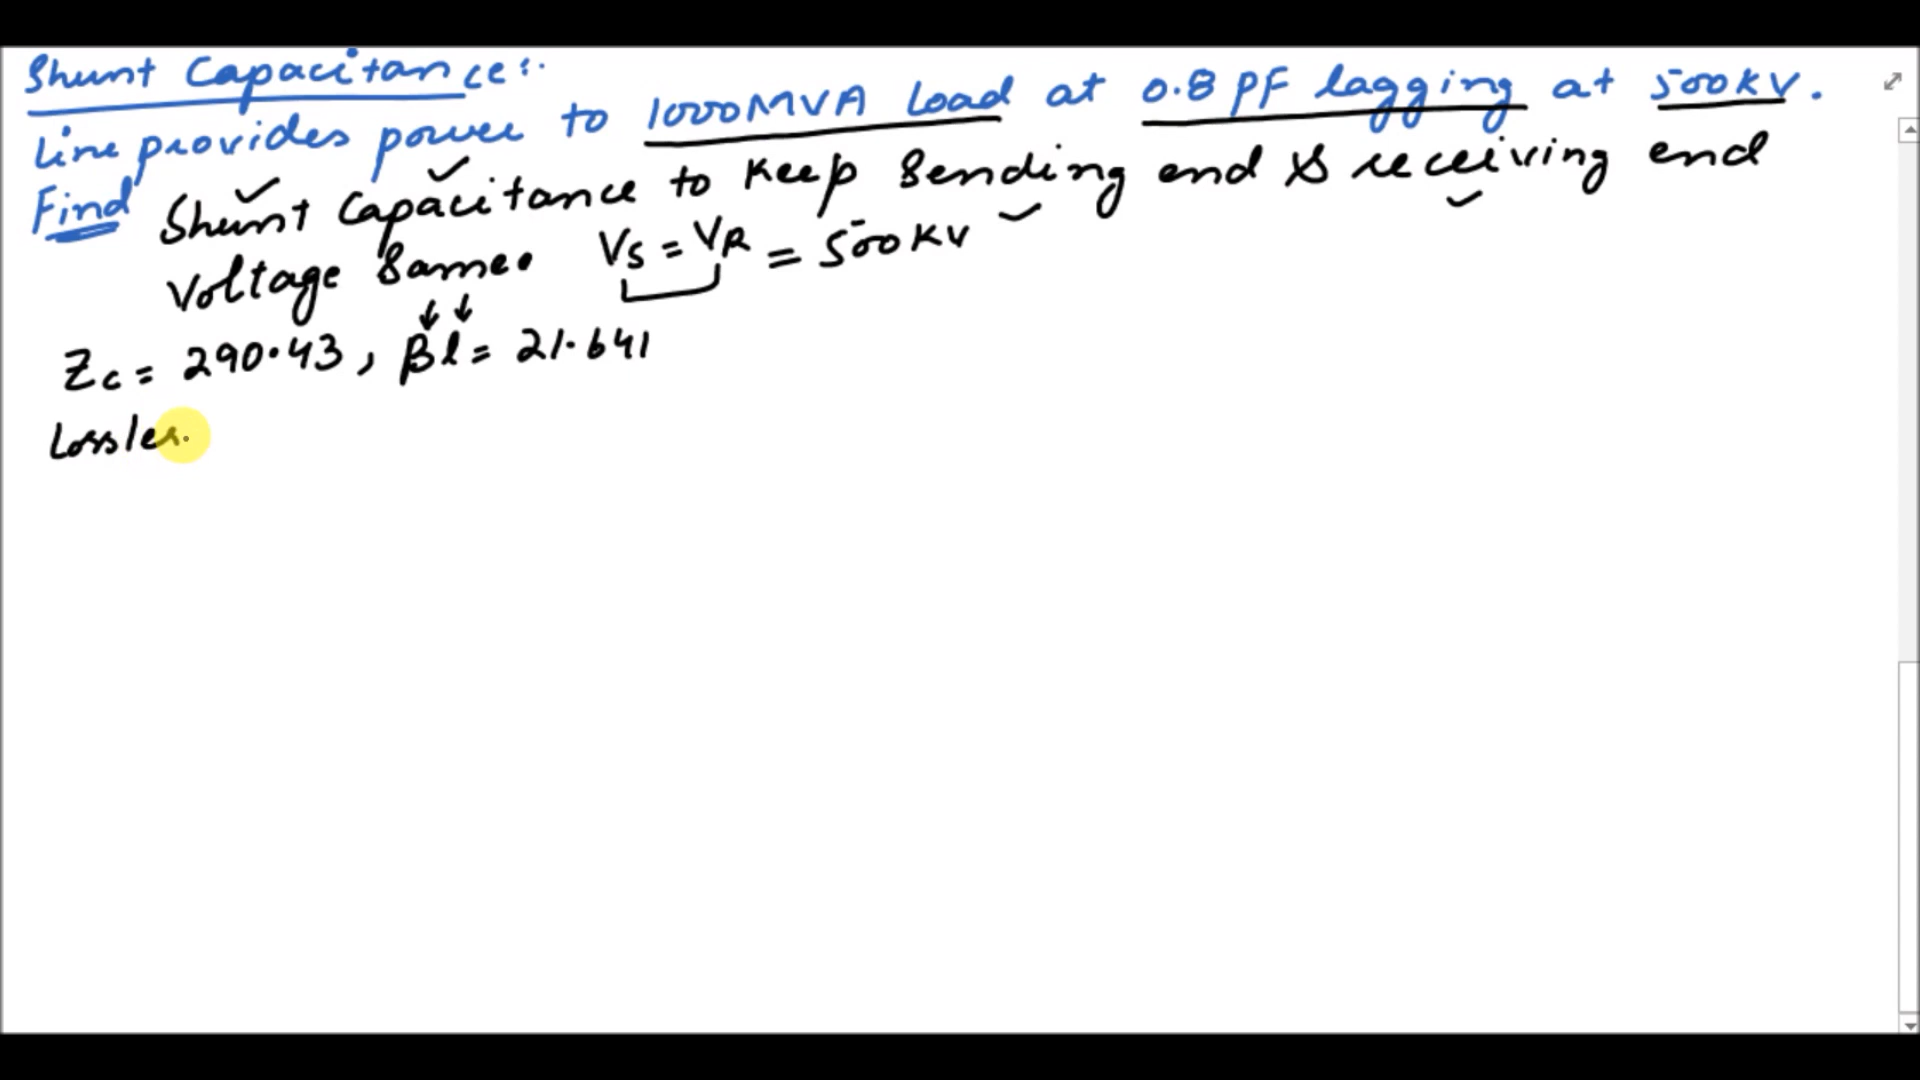 Shunt Capacitance:.
Line provides power to 1000MVA Load at 0.8 PF lagging at 500KV.
Find Shunt Capacitance to Keep Sending end & receiving end
Voltage Same. Vs = VR = 500KV
Zc = 290.43, βl = 21.641
Lossles.